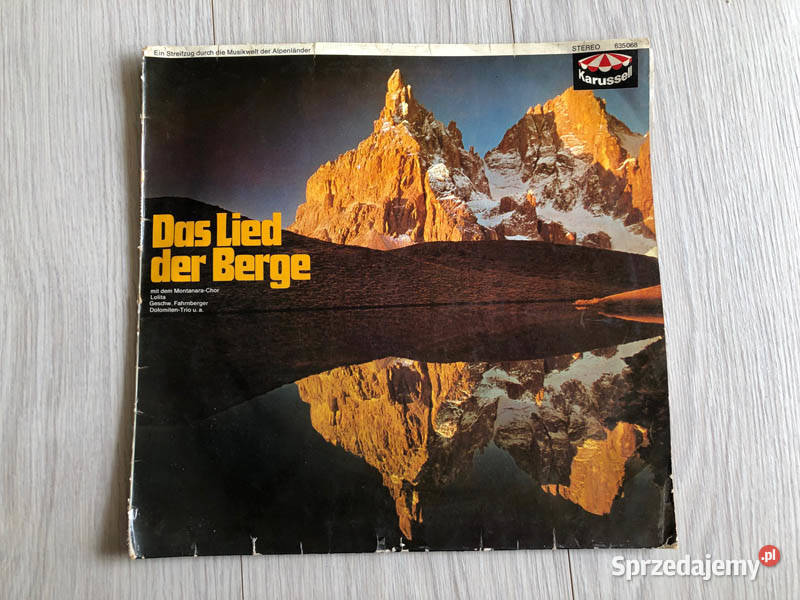 Ein Streifzug durch die Musikwelt der Alpenländer
STEREO 635068
Karussell
Das Lied
der Berge
mit dem Montanara-Chor
Lolita
Geschw. Fahrnberger
Dolomiten-Trio u. a.
Sprzedajemy.pl